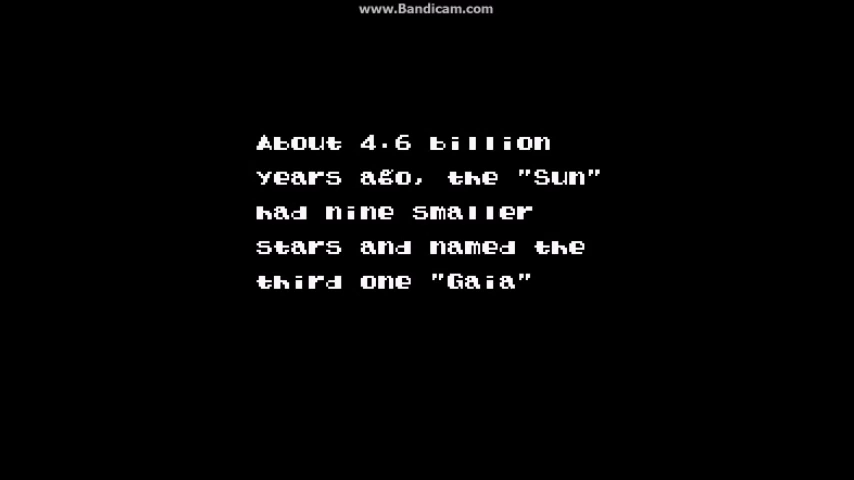 www.Bandicam.com
About 4.6 billion
years ago, the "Sun"
had nine smaller
stars and named the
third one "Gaia"